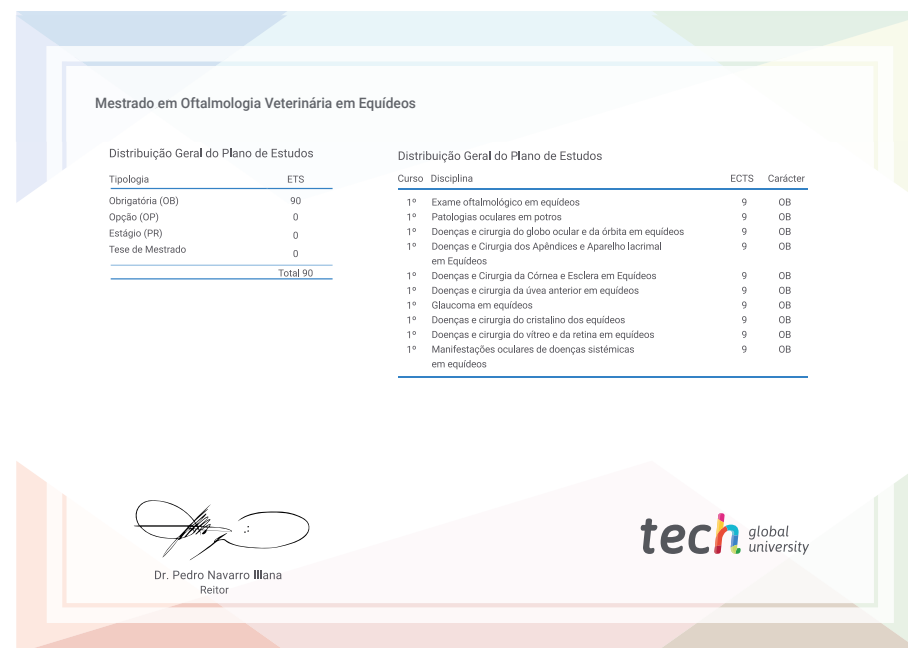 Mestrado em Oftalmologia Veterinária em Equídeos
Distribuição Geral do Plano de Estudos
Tipologia ETS
Obrigatória (OB) 90
Opção (OP) 0
Estágio (PR) 0
Tese de Mestrado 0
Total 90
Distribuição Geral do Plano de Estudos
Curso Disciplina ECTS Carácter
1º Exame oftalmológico em equídeos 9 OB
1º Patologias oculares em potros 9 OB
1º Doenças e cirurgia do globo ocular e da órbita em equídeos 9 OB
1º Doenças e Cirurgia dos Apêndices e Aparelho lacrimal 9 OB
em Equídeos
1º Doenças e Cirurgia da Córnea e Esclera em Equídeos 9 OB
1º Doenças e cirurgia da úvea anterior em equídeos 9 OB
1º Glaucoma em equídeos 9 OB
1º Doenças e cirurgia do cristalino dos equídeos 9 OB
1º Doenças e cirurgia do vítreo e da retina em equídeos 9 OB
1º Manifestações oculares de doenças sistémicas 9 OB
em equídeos
Dr. Pedro Navarro Illana
Reitor
tech global
university